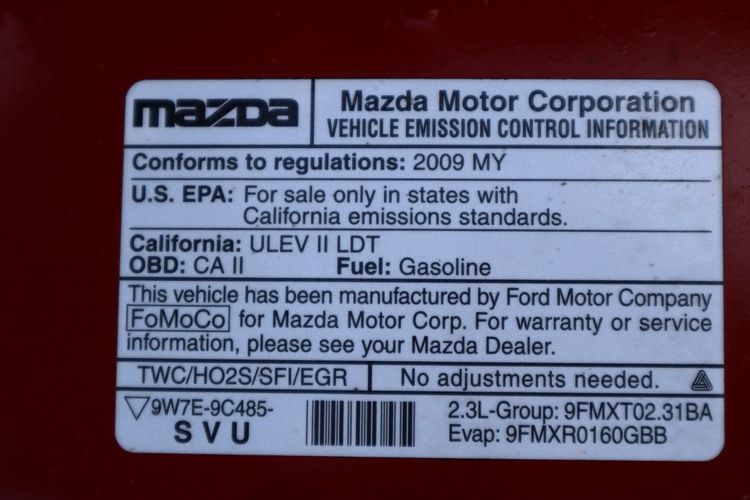 mazda
Mazda Motor Corporation
VEHICLE EMISSION CONTROL INFORMATION
Conforms to regulations: 2009 MY
U.S. EPA: For sale only in states with
California emissions standards.
California: ULEV II LDT
OBD: CA II Fuel: Gasoline
This vehicle has been manufactured by Ford Motor Company
FoMoCo for Mazda Motor Corp. For warranty or service
information, please see your Mazda Dealer.
TWC/HO2S/SFI/EGR No adjustments needed.
9W7E-9C485- 2.3L-Group: 9FMXT02.31BA
SVU Evap: 9FMXR0160GBB